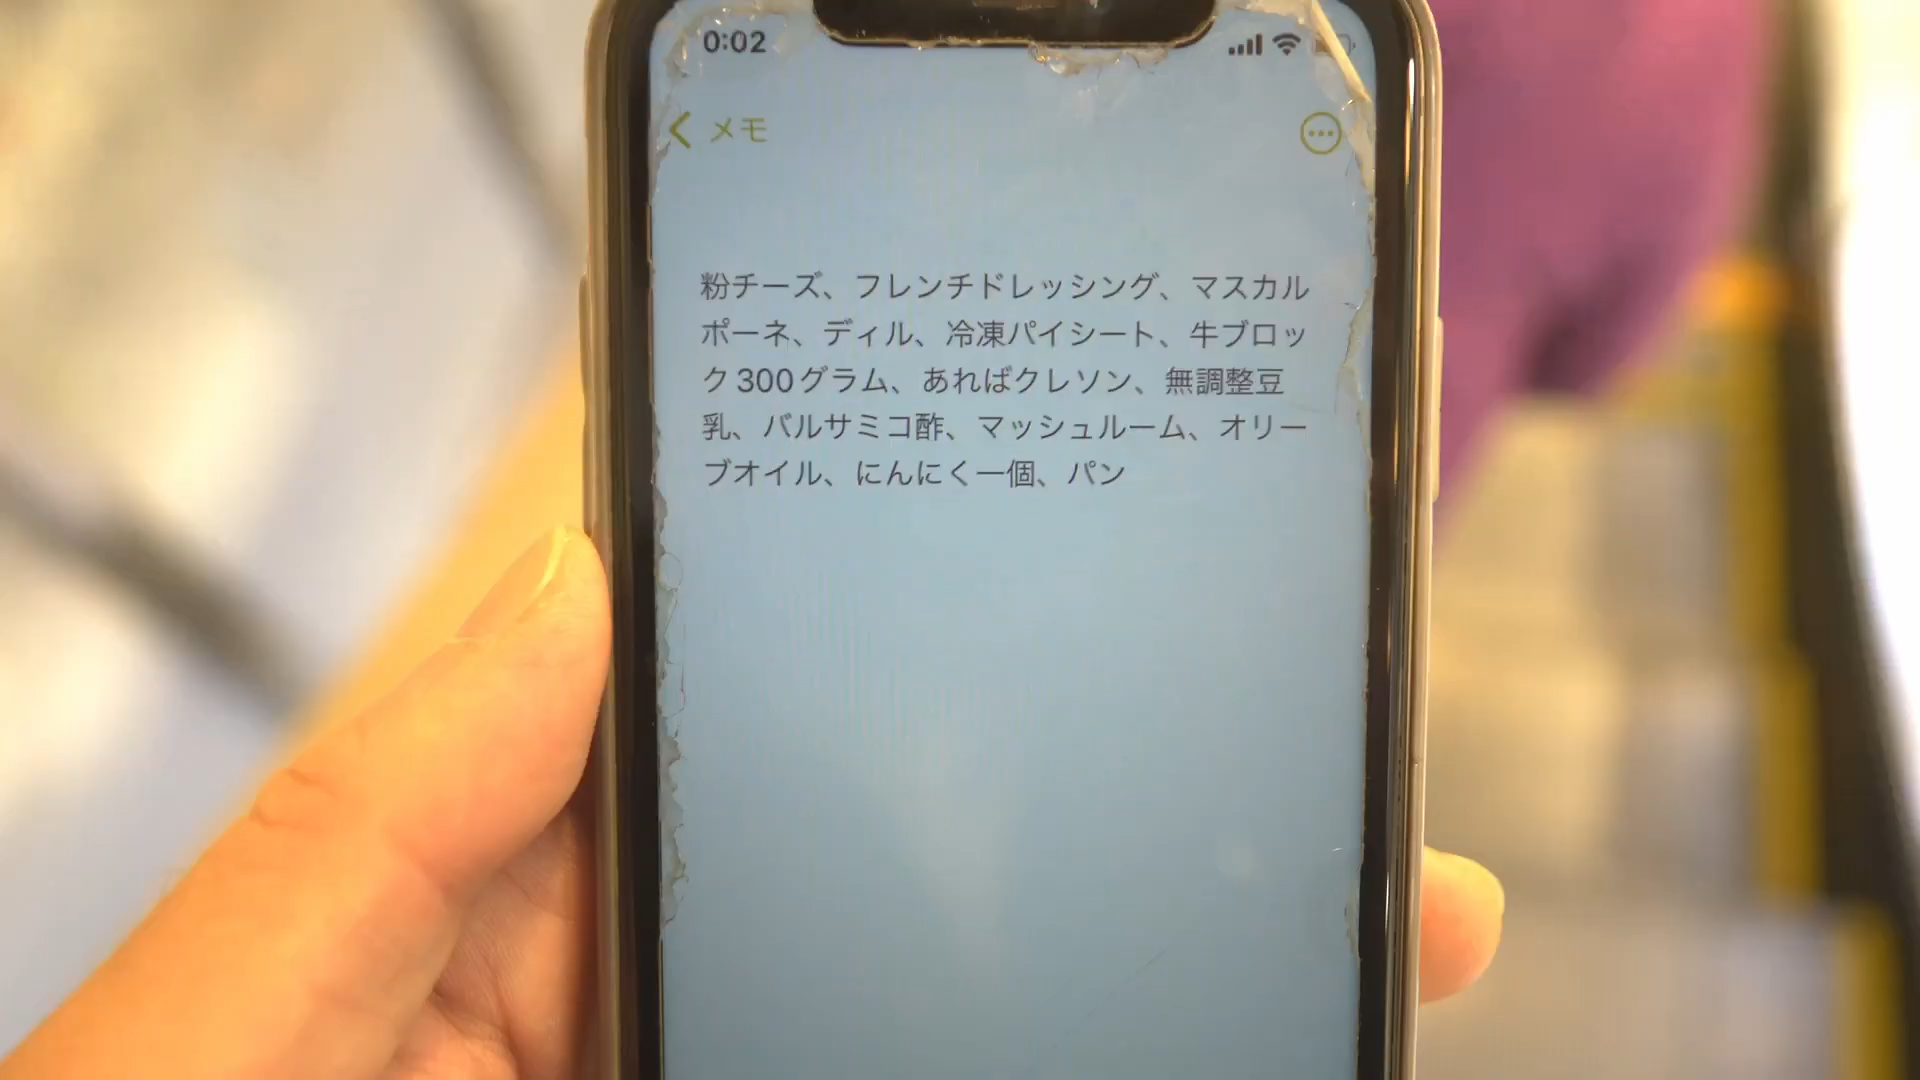 0:02
メモ
粉チーズ、フレンチドレッシング、マスカル
ポーネ、ディル、冷凍パイシート、牛ブロッ
ク300グラム、あればクレソン、無調整豆
乳、バルサミコ酢、マッシュルーム、オリー
ブオイル、にんにく一個、パン